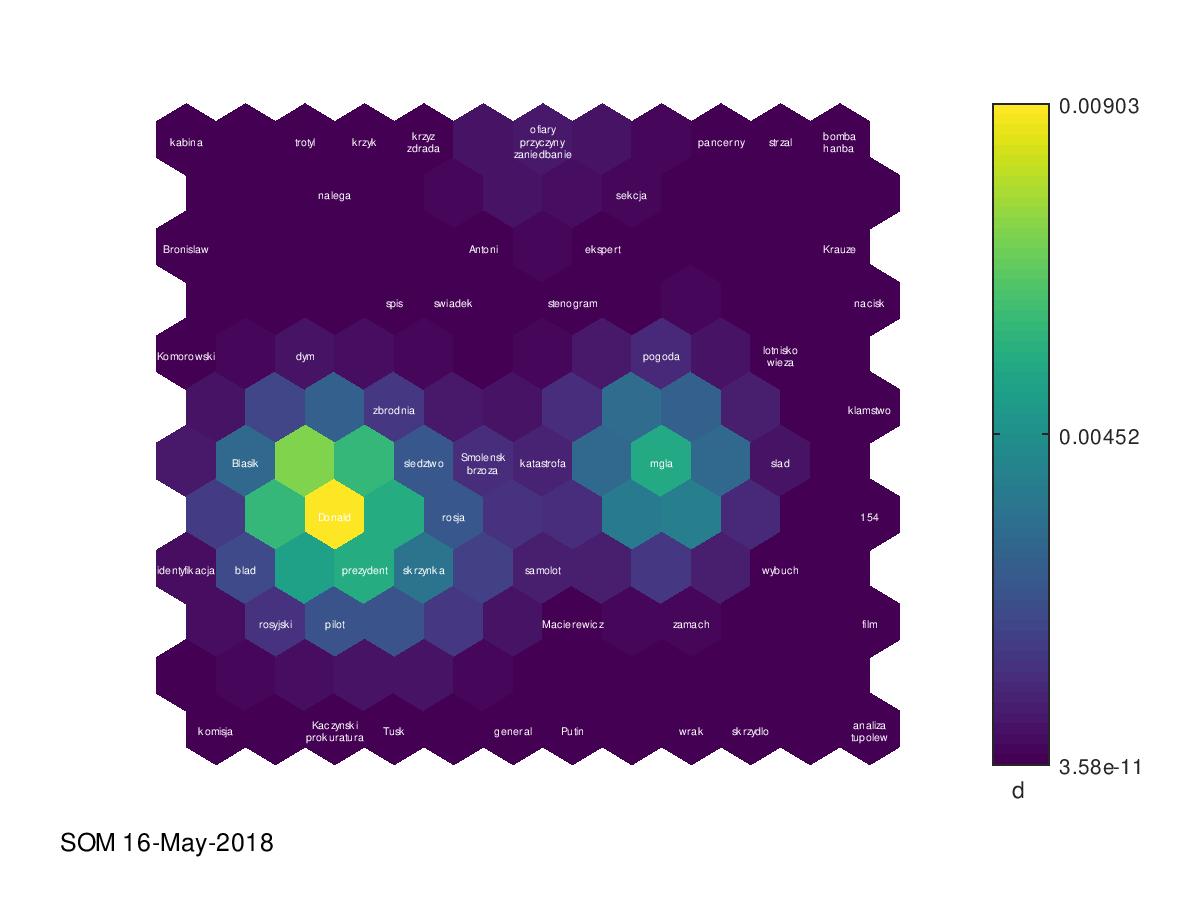 0.00903
ofiary
krzyz
bomba
kabina trotyl krzyk przyczyny pancerny strzal
zdrada hanba
zaniedbanie
nalega sekcja
Bronislaw Antoni ekspert Krauze
spis swiadek stenogram nacisk
lotnisko
Komorowski dym pogoda
wieza
zbrodnia klamstwo
0.00452
Smolensk
Blasik sledztwo katastrofa mgla slad
brzoza
Donald rosja 154
identyfikacja blad prezydent skrzynka samolot wybuch
rosyjski pilot Macierewicz zamach film
Kaczynski analiza
komisja Tusk general Putin wrak skrzydlo
prokuratura tupolew
3.58e-11
d
SOM 16-May-2018